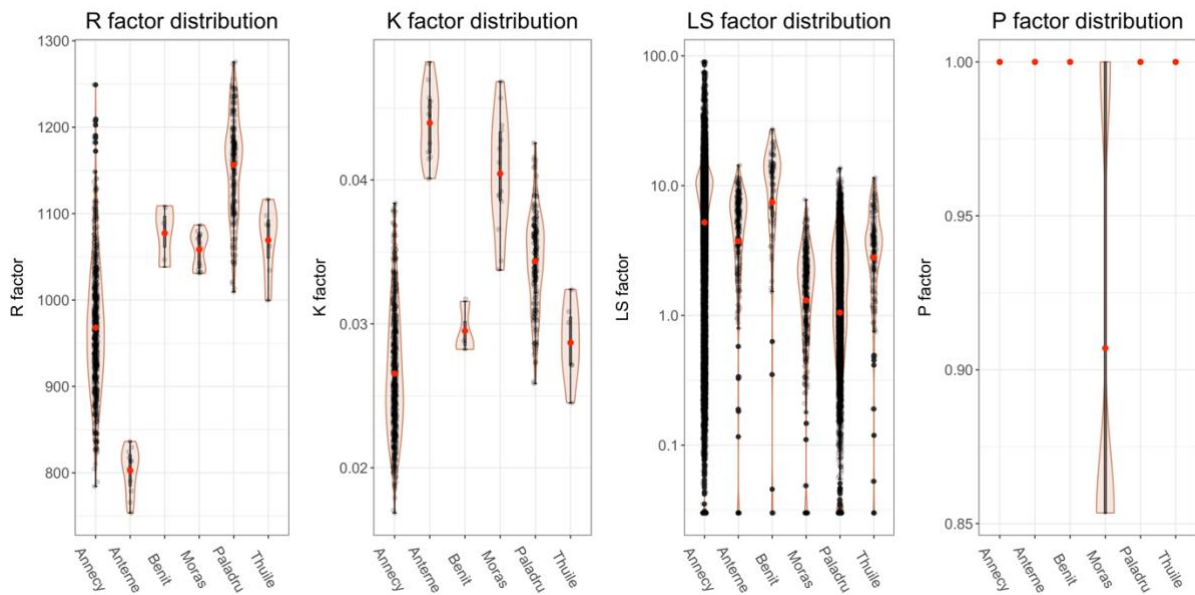 R factor distribution
R factor
1300
1200
1100
1000
900
800
Annecy
Anterne
Benit
Moras
Paladru
Thuile
K factor distribution
K factor
0.04
0.03
0.02
Annecy
Anterne
Benit
Moras
Paladru
Thuile
LS factor distribution
LS factor
100.0
10.0
1.0
0.1
Annecy
Anterne
Benit
Moras
Paladru
Thuile
P factor distribution
P factor
1.00
0.95
0.90
0.85
Annecy
Anterne
Benit
Moras
Paladru
Thuile